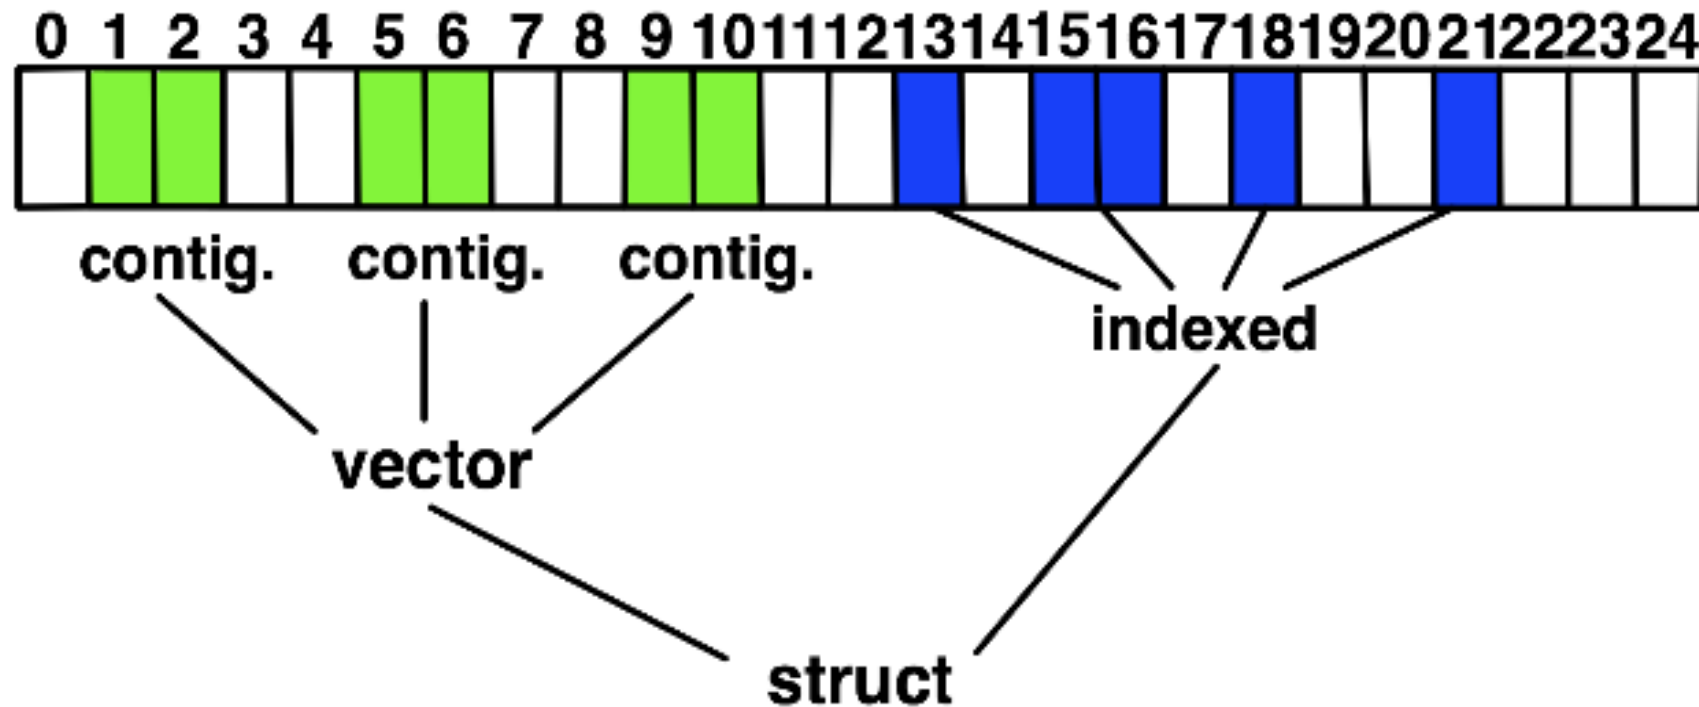 0 1 2 3 4 5 6 7 8 9 10 11 12 13 14 15 16 17 18 19 20 21 22 23 24
contig. contig. contig.
indexed
vector
struct